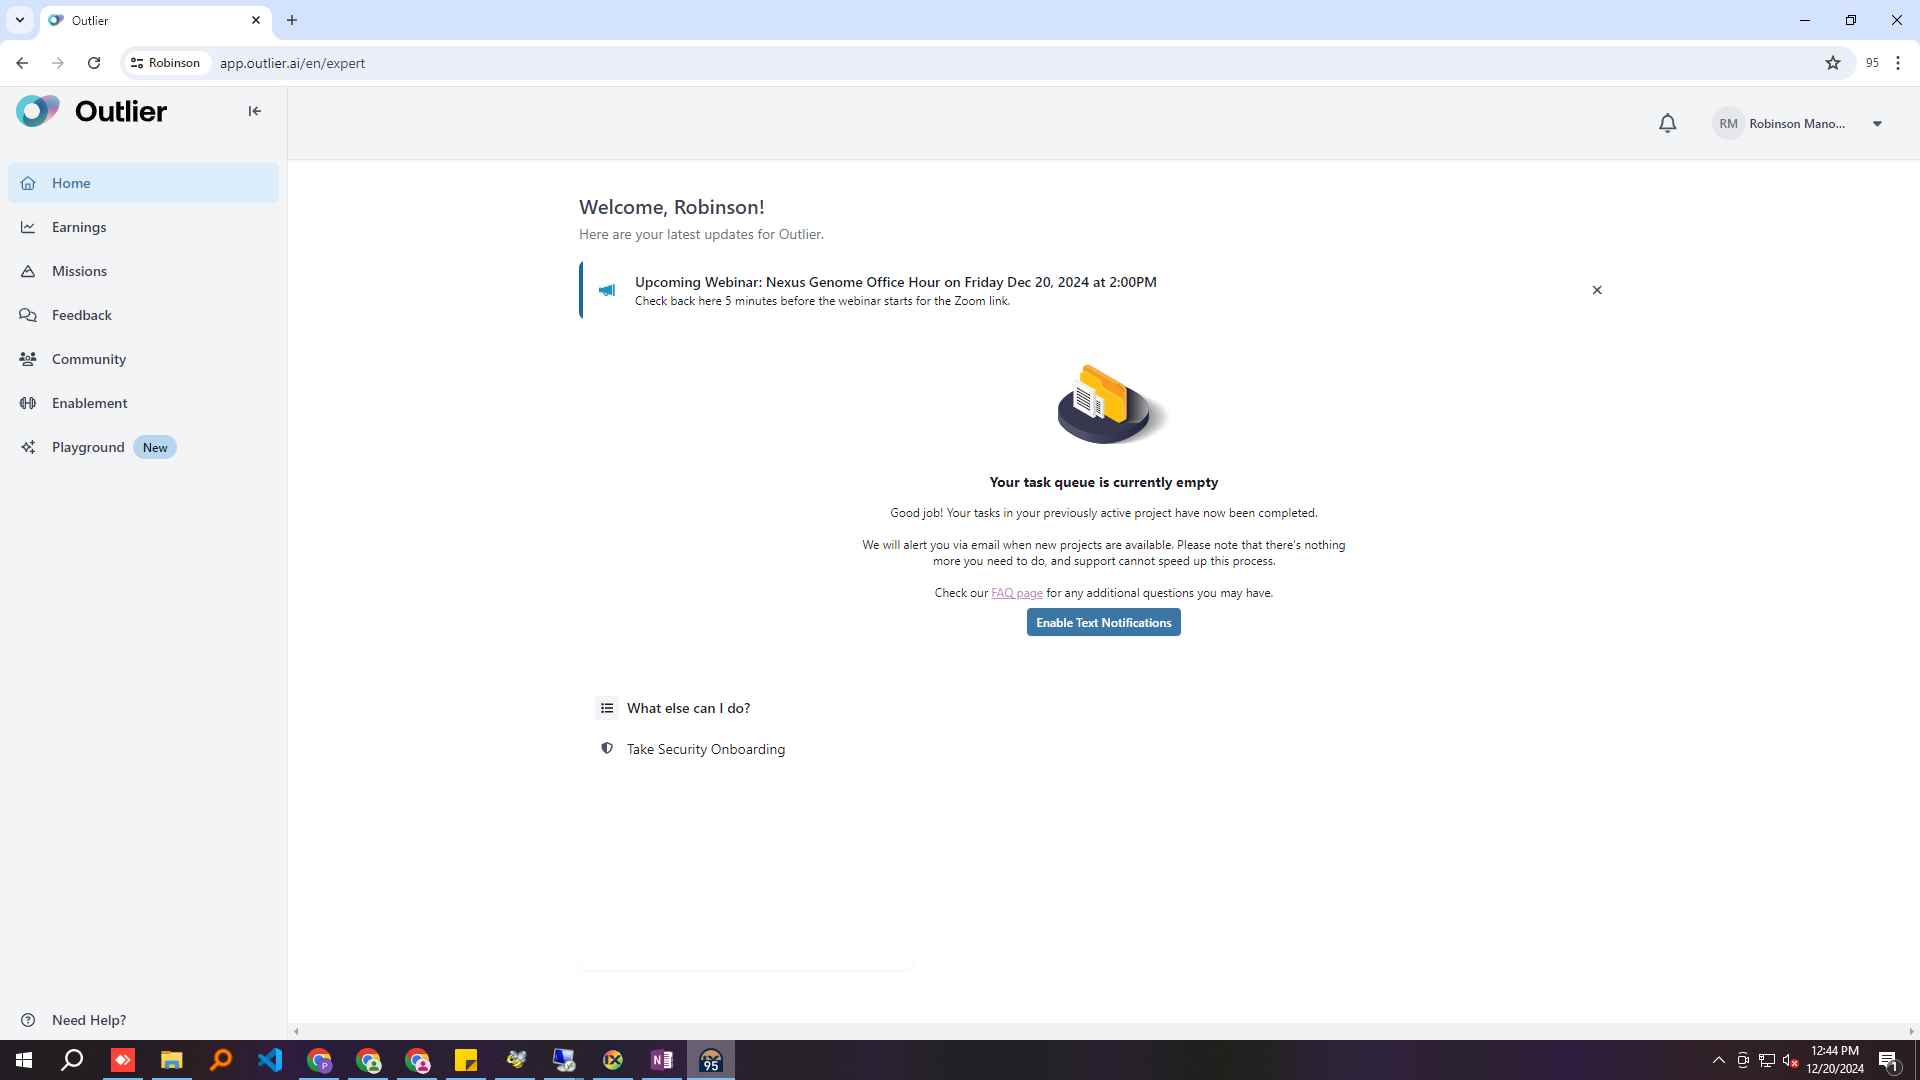 Outlier
Robinson
app.outlier.ai/en/expert
95
Outlier
RM
Robinson Mano...
Home
Earnings
Missions
Feedback
Community
Enablement
Playground New
Need Help?
Welcome, Robinson!
Here are your latest updates for Outlier.
Upcoming Webinar: Nexus Genome Office Hour on Friday Dec 20, 2024 at 2:00PM
Check back here 5 minutes before the webinar starts for the Zoom link.
Your task queue is currently empty
Good job! Your tasks in your previously active project have now been completed.
We will alert you via email when new projects are available. Please note that there's nothing
more you need to do, and support cannot speed up this process.
Check our FAQ page for any additional questions you may have.
Enable Text Notifications
What else can I do?
Take Security Onboarding
P
N
95
12:44 PM
12/20/2024
1